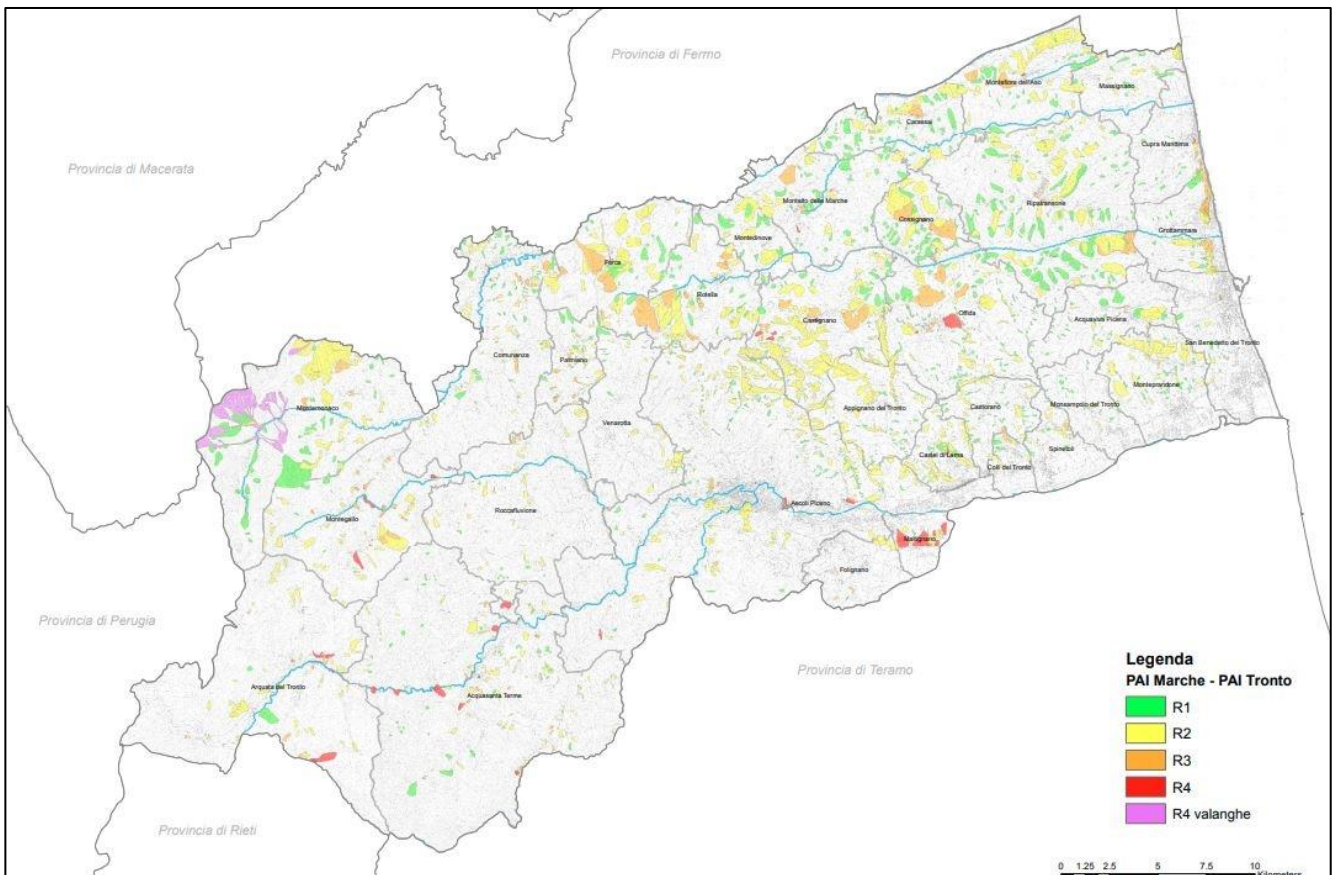 Provincia di Fermo
Montefiore dell'Aso
Massignano
Carassai
Cupra Marittima
Provincia di Macerata
Montalto delle Marche
Ripatransone
Cossignano
Montedinove
Grottammare
Force
Rotella
Offida
Castignano
Acquaviva Picena
San Benedetto del Tronto
Comunanza
Palmiano
Monteprandone
Montemonaco
Appignano del Tronto
Castorano
Monsampolo del Tronto
Venarotta
Spinetoli
Castel di Lama
Colli del Tronto
Ascoli Piceno
Roccafluvione
Montegallo
Maltignano
Folignano
Provincia di Perugia
Provincia di Teramo
Arquata del Tronto
Acquasanta Terme
Provincia di Rieti
Legenda
PAI Marche - PAI Tronto
R1
R2
R3
R4
R4 valanghe
0 1.25 2.5 5 7.5 10
Kilometers